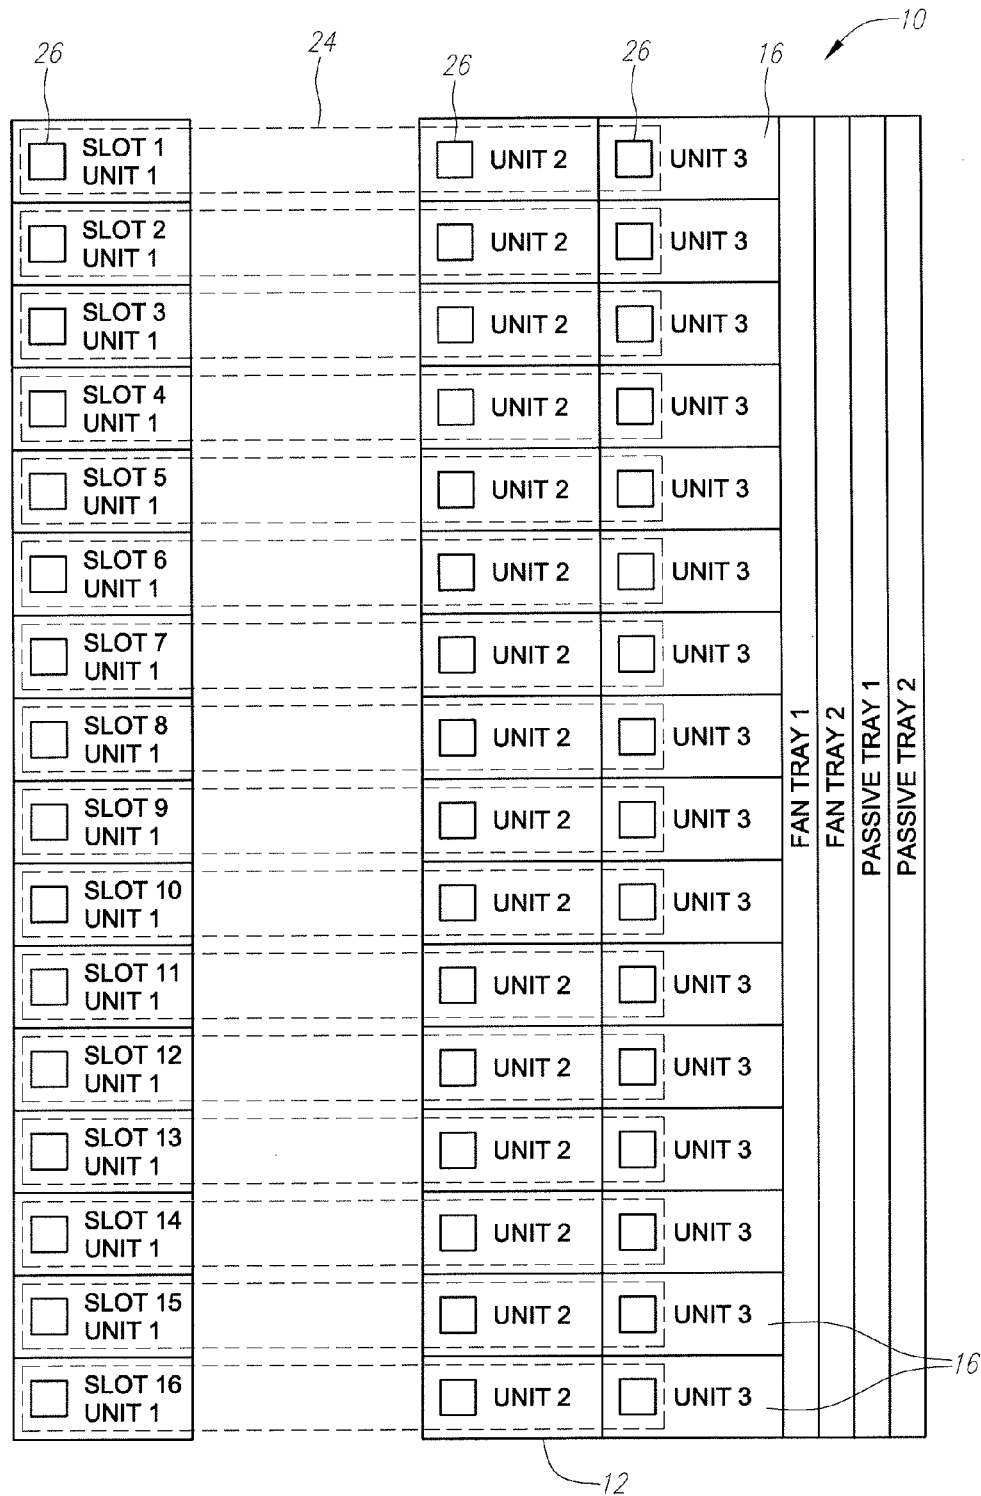 10
26
24
26
26
16
SLOT 1
UNIT 1
UNIT 2
UNIT 3
SLOT 2
UNIT 1
UNIT 2
UNIT 3
SLOT 3
UNIT 1
UNIT 2
UNIT 3
SLOT 4
UNIT 1
UNIT 2
UNIT 3
SLOT 5
UNIT 1
UNIT 2
UNIT 3
SLOT 6
UNIT 1
UNIT 2
UNIT 3
SLOT 7
UNIT 1
UNIT 2
UNIT 3
SLOT 8
UNIT 1
UNIT 2
UNIT 3
SLOT 9
UNIT 1
UNIT 2
UNIT 3
SLOT 10
UNIT 1
UNIT 2
UNIT 3
SLOT 11
UNIT 1
UNIT 2
UNIT 3
SLOT 12
UNIT 1
UNIT 2
UNIT 3
SLOT 13
UNIT 1
UNIT 2
UNIT 3
SLOT 14
UNIT 1
UNIT 2
UNIT 3
SLOT 15
UNIT 1
UNIT 2
UNIT 3
SLOT 16
UNIT 1
UNIT 2
UNIT 3
FAN TRAY 1
FAN TRAY 2
PASSIVE TRAY 1
PASSIVE TRAY 2
16
12